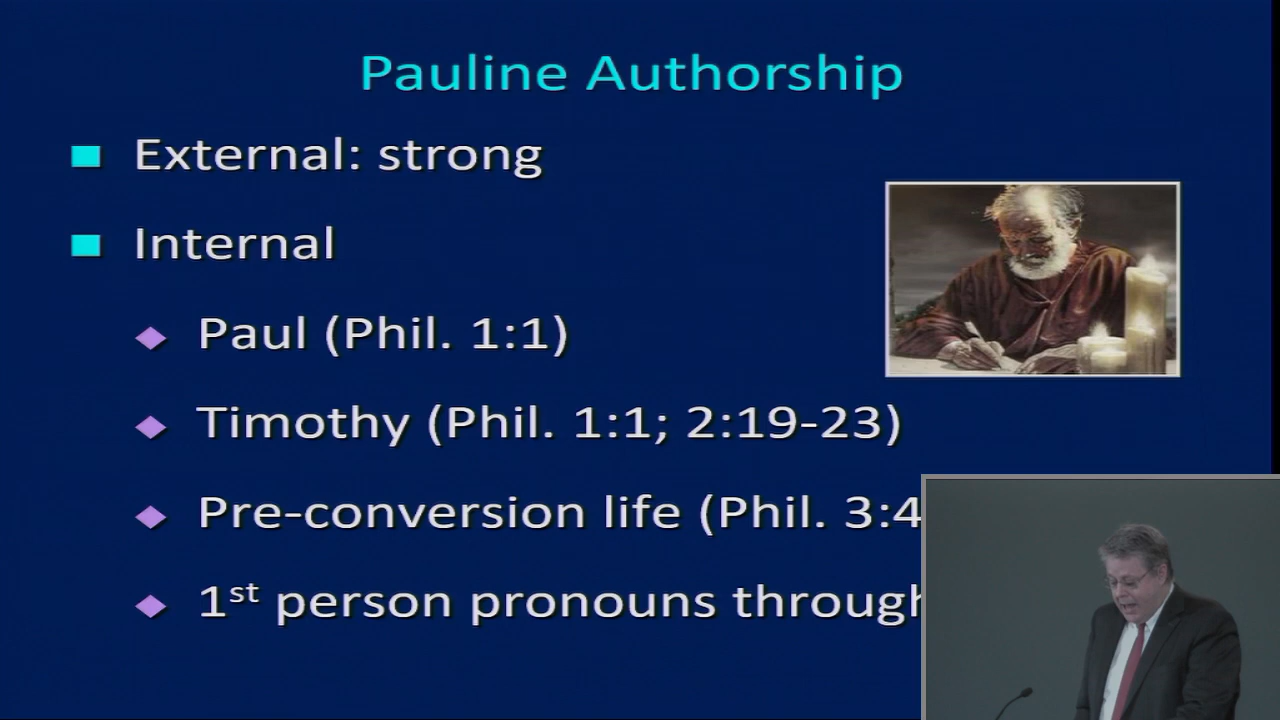 Pauline Authorship
External: strong
Internal
Paul (Phil. 1:1)
Timothy (Phil. 1:1; 2:19-23)
Pre-conversion life (Phil. 3:4
1st person pronouns